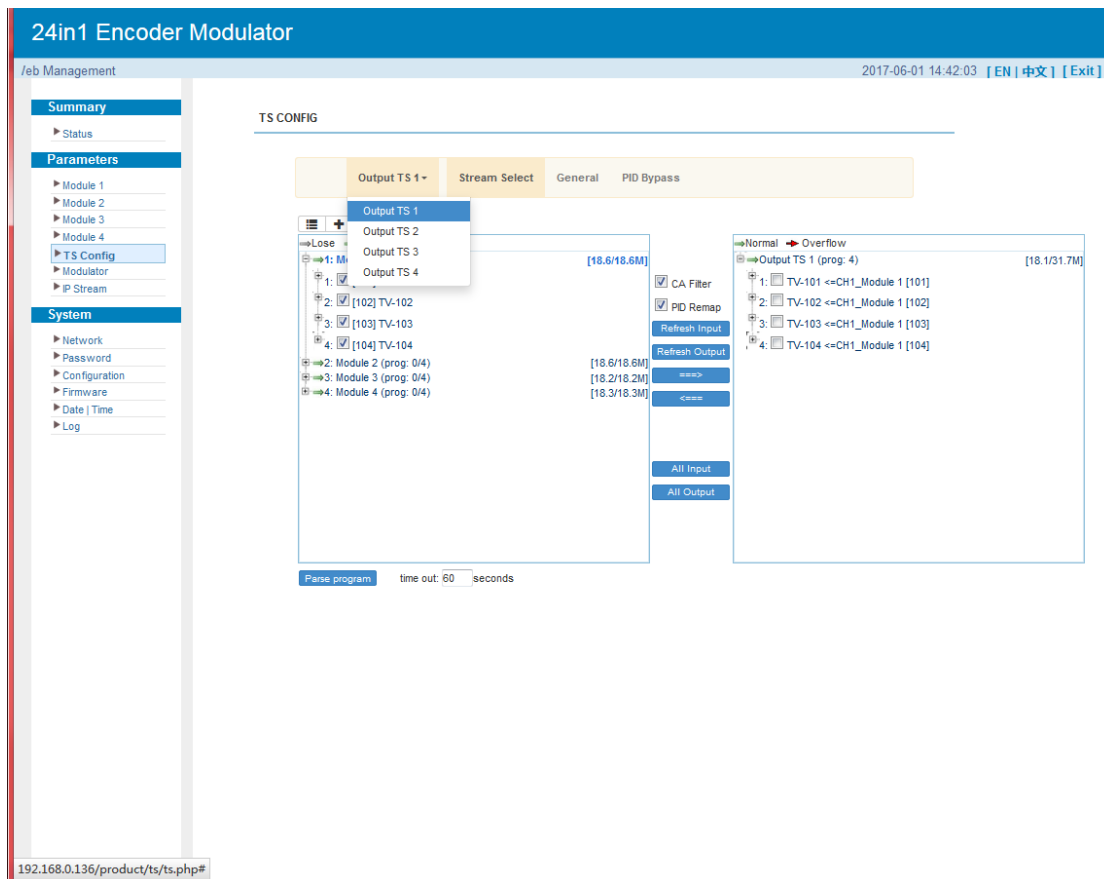 24in1 Encoder Modulator
/eb Management
2017-06-01 14:42:03 [ EN | 中文 ] [ Exit ]
Summary
Status
Parameters
Module 1
Module 2
Module 3
Module 4
TS Config
Modulator
IP Stream
System
Network
Password
Configuration
Firmware
Date | Time
Log
TS CONFIG
Output TS 1 Stream Select General PID Bypass
Output TS 1
Output TS 2
Output TS 3
Output TS 4
Lose
1: M [18.6/18.6M]
1:
2: [102] TV-102
3: [103] TV-103
4: [104] TV-104
2: Module 2 (prog: 0/4) [18.6/18.6M]
3: Module 3 (prog: 0/4) [18.2/18.2M]
4: Module 4 (prog: 0/4) [18.3/18.3M]
CA Filter
PID Remap
Refresh Input
Refresh Output
===>
<===
All Input
All Output
Normal Overflow
Output TS 1 (prog: 4) [18.1/31.7M]
1: TV-101 <=CH1_Module 1 [101]
2: TV-102 <=CH1_Module 1 [102]
3: TV-103 <=CH1_Module 1 [103]
4: TV-104 <=CH1_Module 1 [104]
Parse program time out: 60 seconds
192.168.0.136/product/ts/ts.php#